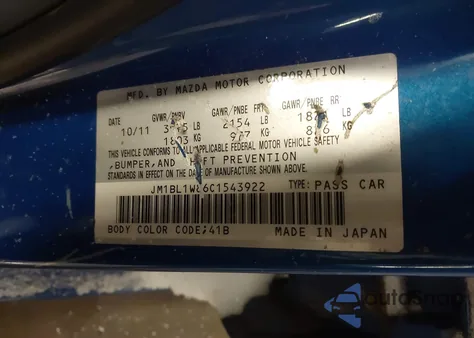 MFD. BY MAZDA MOTOR CORPORATION
DATE GVWR/PNBV GAWR/PNBE FRT GAWR/PNBE RR
10/11 LB 2154 LB LB
KG KG KG
THIS VEHICLE CONFORMS TO ALL APPLICABLE FEDERAL MOTOR VEHICLE SAFETY
,BUMPER,AND THEFT PREVENTION
STANDARDS IN EFFECT ON THE DATE OF MANUFACTURE SHOWN ABOVE.
TYPE: PASS CAR
BODY COLOR CODE:41B MADE IN JAPAN
autoSnap